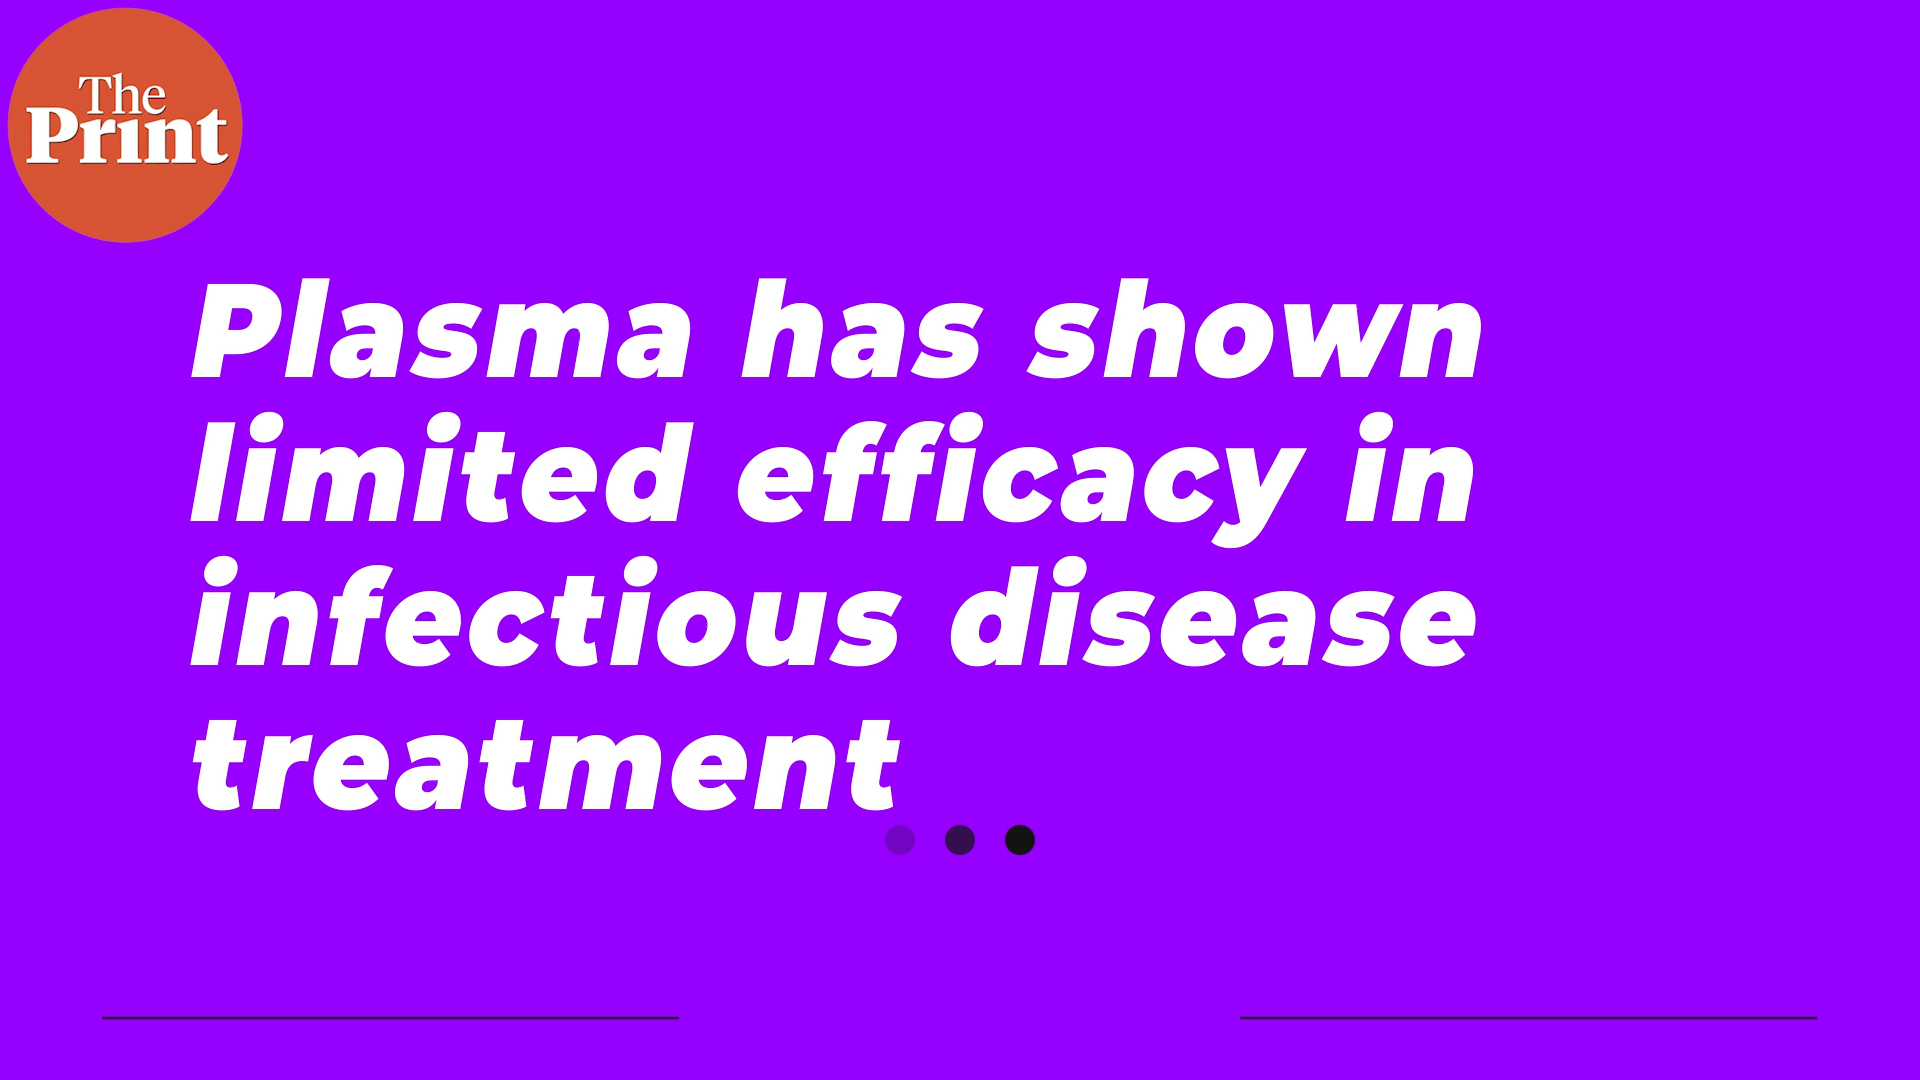 The
Print
Plasma has shown
limited efficacy in
infectious disease
treatment